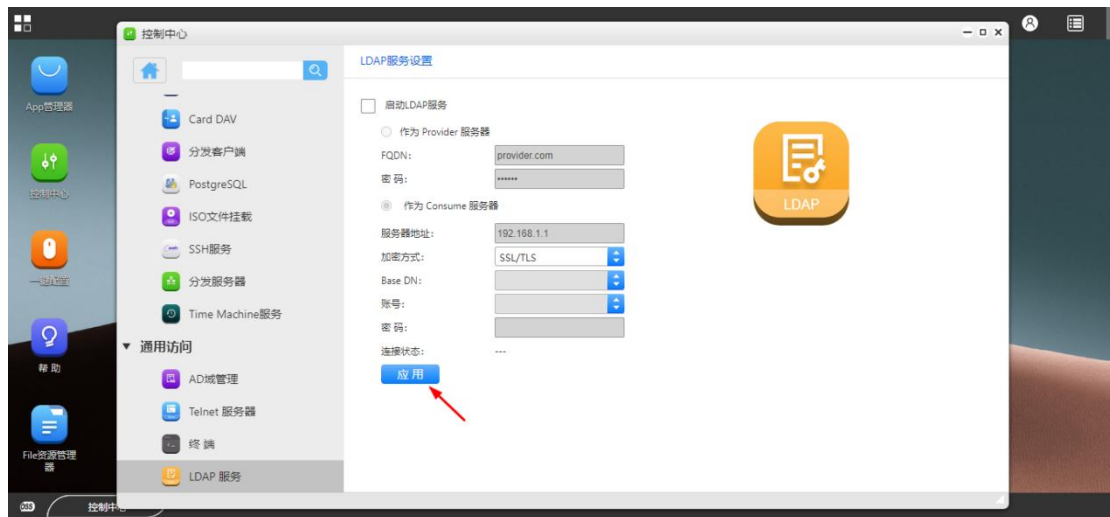 控制中心
App管理器
控制中心
一键配置
帮 助
File资源管理
器
Card DAV
分发客户端
PostgreSQL
ISO文件挂载
SSH服务
分发服务器
Time Machine服务
通用访问
AD域管理
Telnet 服务器
终 端
LDAP 服务
LDAP服务设置
启动LDAP服务
作为 Provider 服务器
FQDN:
provider.com
密 码:
••••••
作为 Consume 服务器
服务器地址:
192.168.1.1
加密方式:
SSL/TLS
Base DN:
账号:
密 码:
连接状态:
---
应 用
LDAP
控制中心